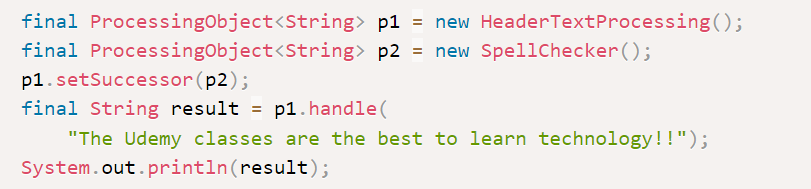 final ProcessingObject<String> p1 = new HeaderTextProcessing();
final ProcessingObject<String> p2 = new SpellChecker();
p1.setSuccessor(p2);
final String result = p1.handle(
    "The Udemy classes are the best to learn technology!!");
System.out.println(result);